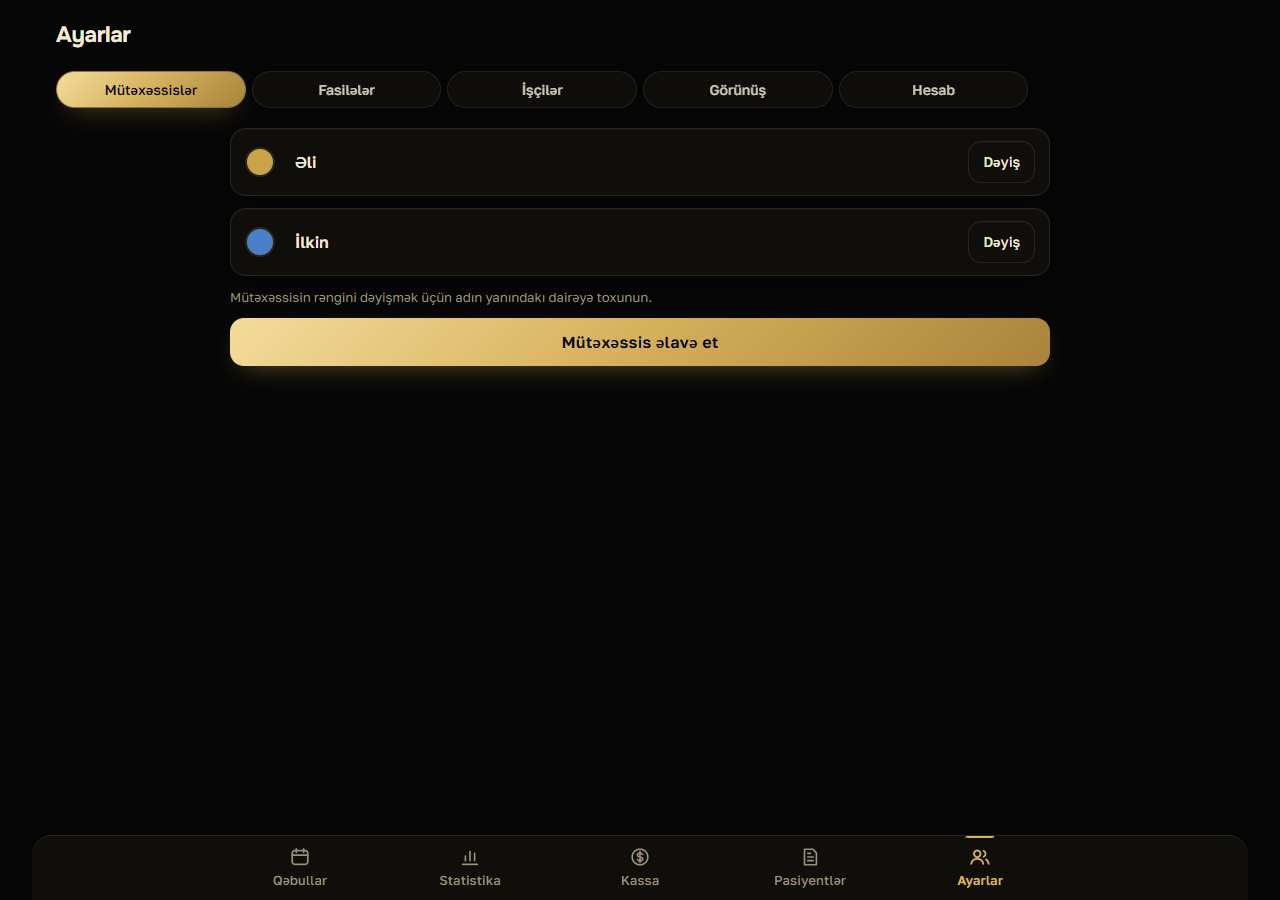 Ayarlar
Mütəxəssislər Fasilələr İşçilər Görünüş Hesab
Əli Dəyiş
İlkin Dəyiş
Mütəxəssisin rəngini dəyişmək üçün adın yanındakı dairəyə toxunun.
Mütəxəssis əlavə et
Qəbullar Statistika Kassa Pasiyentlər Ayarlar